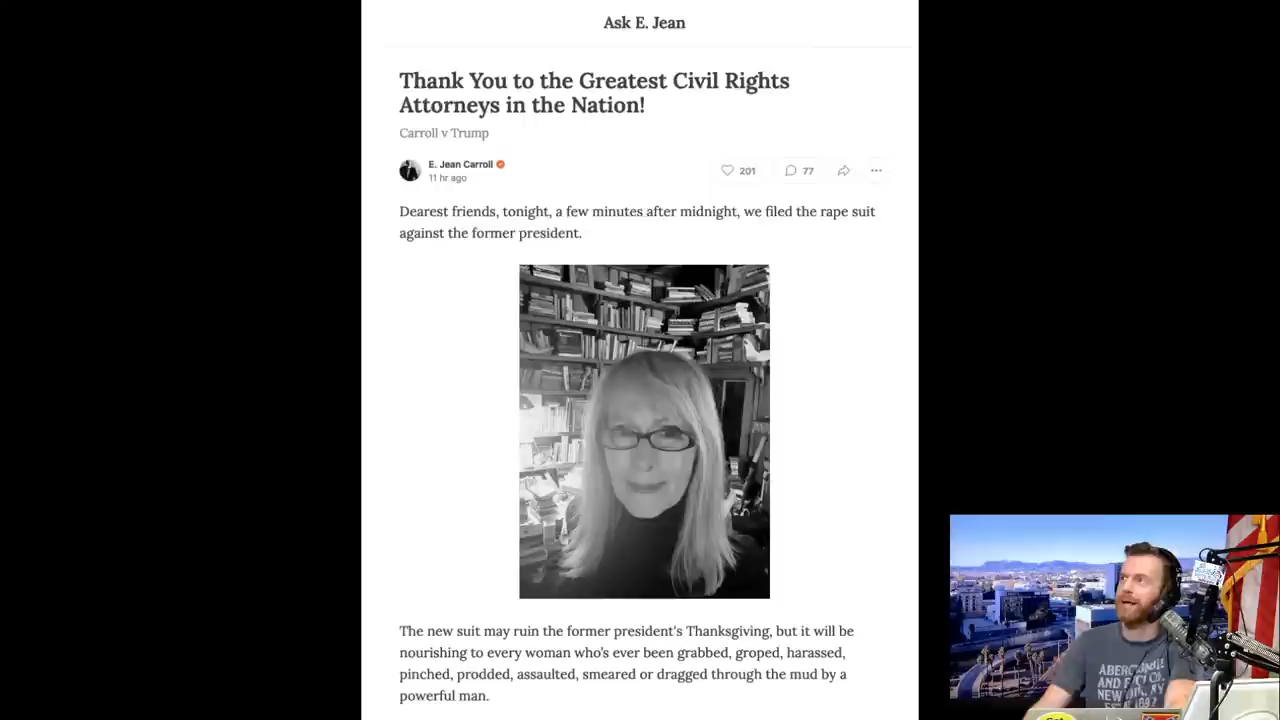 Ask E. Jean
Thank You to the Greatest Civil Rights
Attorneys in the Nation!
Carroll v Trump
E. Jean Carroll
11 hr ago
201
77
Dearest friends, tonight, a few minutes after midnight, we filed the rape suit
against the former president.
The new suit may ruin the former president's Thanksgiving, but it will be
nourishing to every woman who's ever been grabbed, groped, harassed,
pinched, prodded, assaulted, smeared or dragged through the mud by a
powerful man.